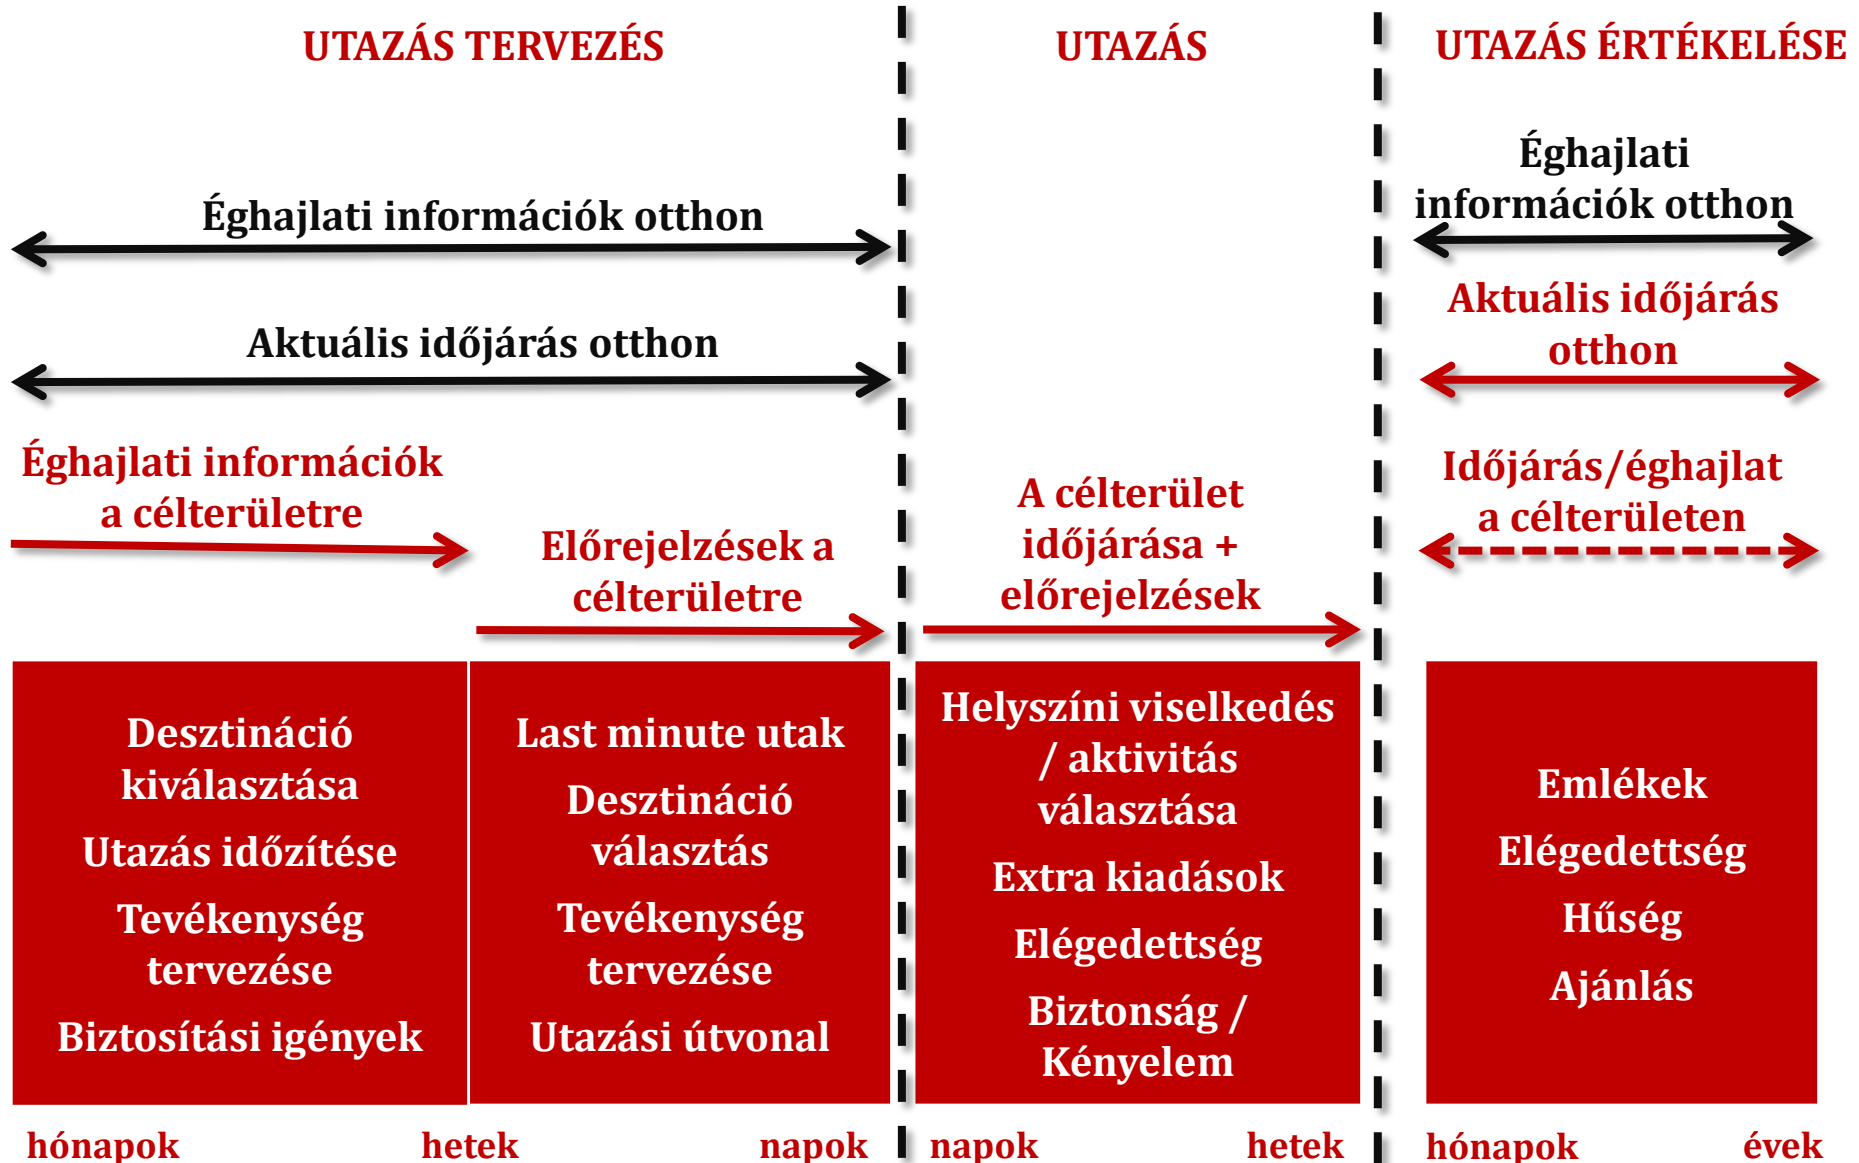 UTAZÁS TERVEZÉS
UTAZÁS
UTAZÁS ÉRTÉKELÉSE
Éghajlati információk otthon
Aktuális időjárás otthon
Éghajlati információk
a célterületre
Előrejelzések a
célterületre
A célterület
időjárása +
előrejelzések
Éghajlati
információk otthon
Aktuális időjárás
otthon
Időjárás/éghajlat
a célterületen
Desztináció
kiválasztása
Utazás időzítése
Tevékenység
tervezése
Biztosítási igények
Last minute utak
Desztináció
választás
Tevékenység
tervezése
Utazási útvonal
Helyszíni viselkedés
/ aktivitás
választása
Extra kiadások
Elégedettség
Biztonság /
Kényelem
Emlékek
Elégedettség
Hűség
Ajánlás
hónapok
hetek
napok
napok
hetek
hónapok
évek